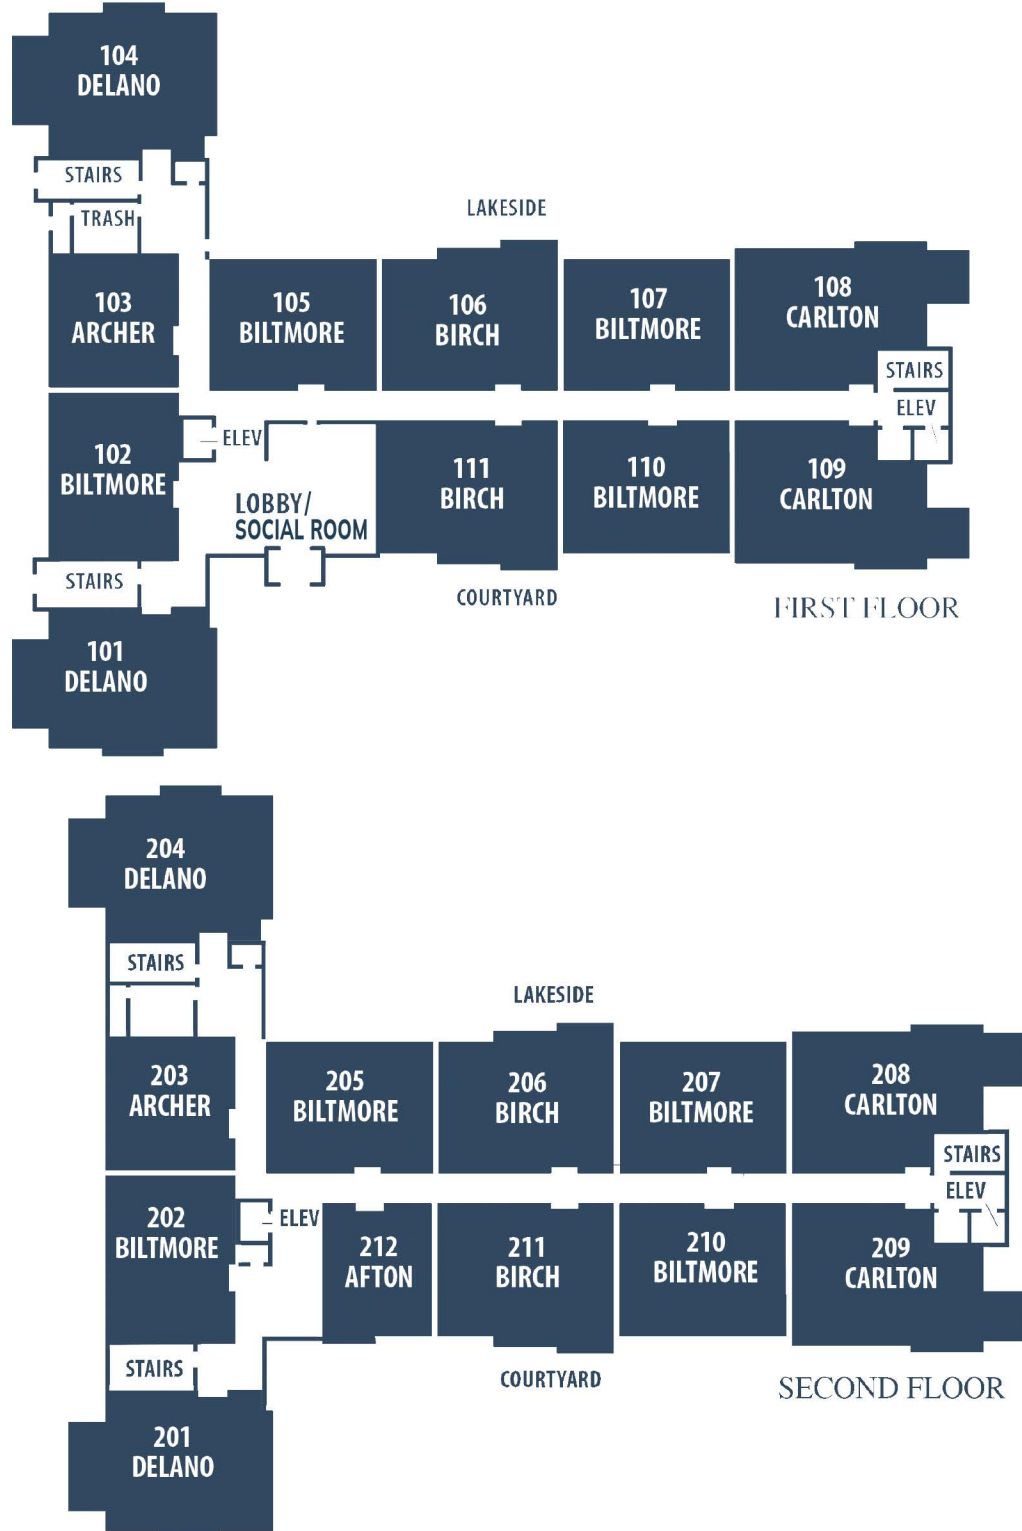 104
DELANO
STAIRS
TRASH
LAKESIDE
103
ARCHER
105
BILTMORE
106
BIRCH
107
BILTMORE
108
CARLTON
STAIRS
ELEV
102
BILTMORE
ELEV
LOBBY/
SOCIAL ROOM
111
BIRCH
110
BILTMORE
109
CARLTON
STAIRS
COURTYARD
FIRST FLOOR
101
DELANO
204
DELANO
STAIRS
LAKESIDE
203
ARCHER
205
BILTMORE
206
BIRCH
207
BILTMORE
208
CARLTON
STAIRS
ELEV
202
BILTMORE
ELEV
212
AFTON
211
BIRCH
210
BILTMORE
209
CARLTON
STAIRS
COURTYARD
SECOND FLOOR
201
DELANO